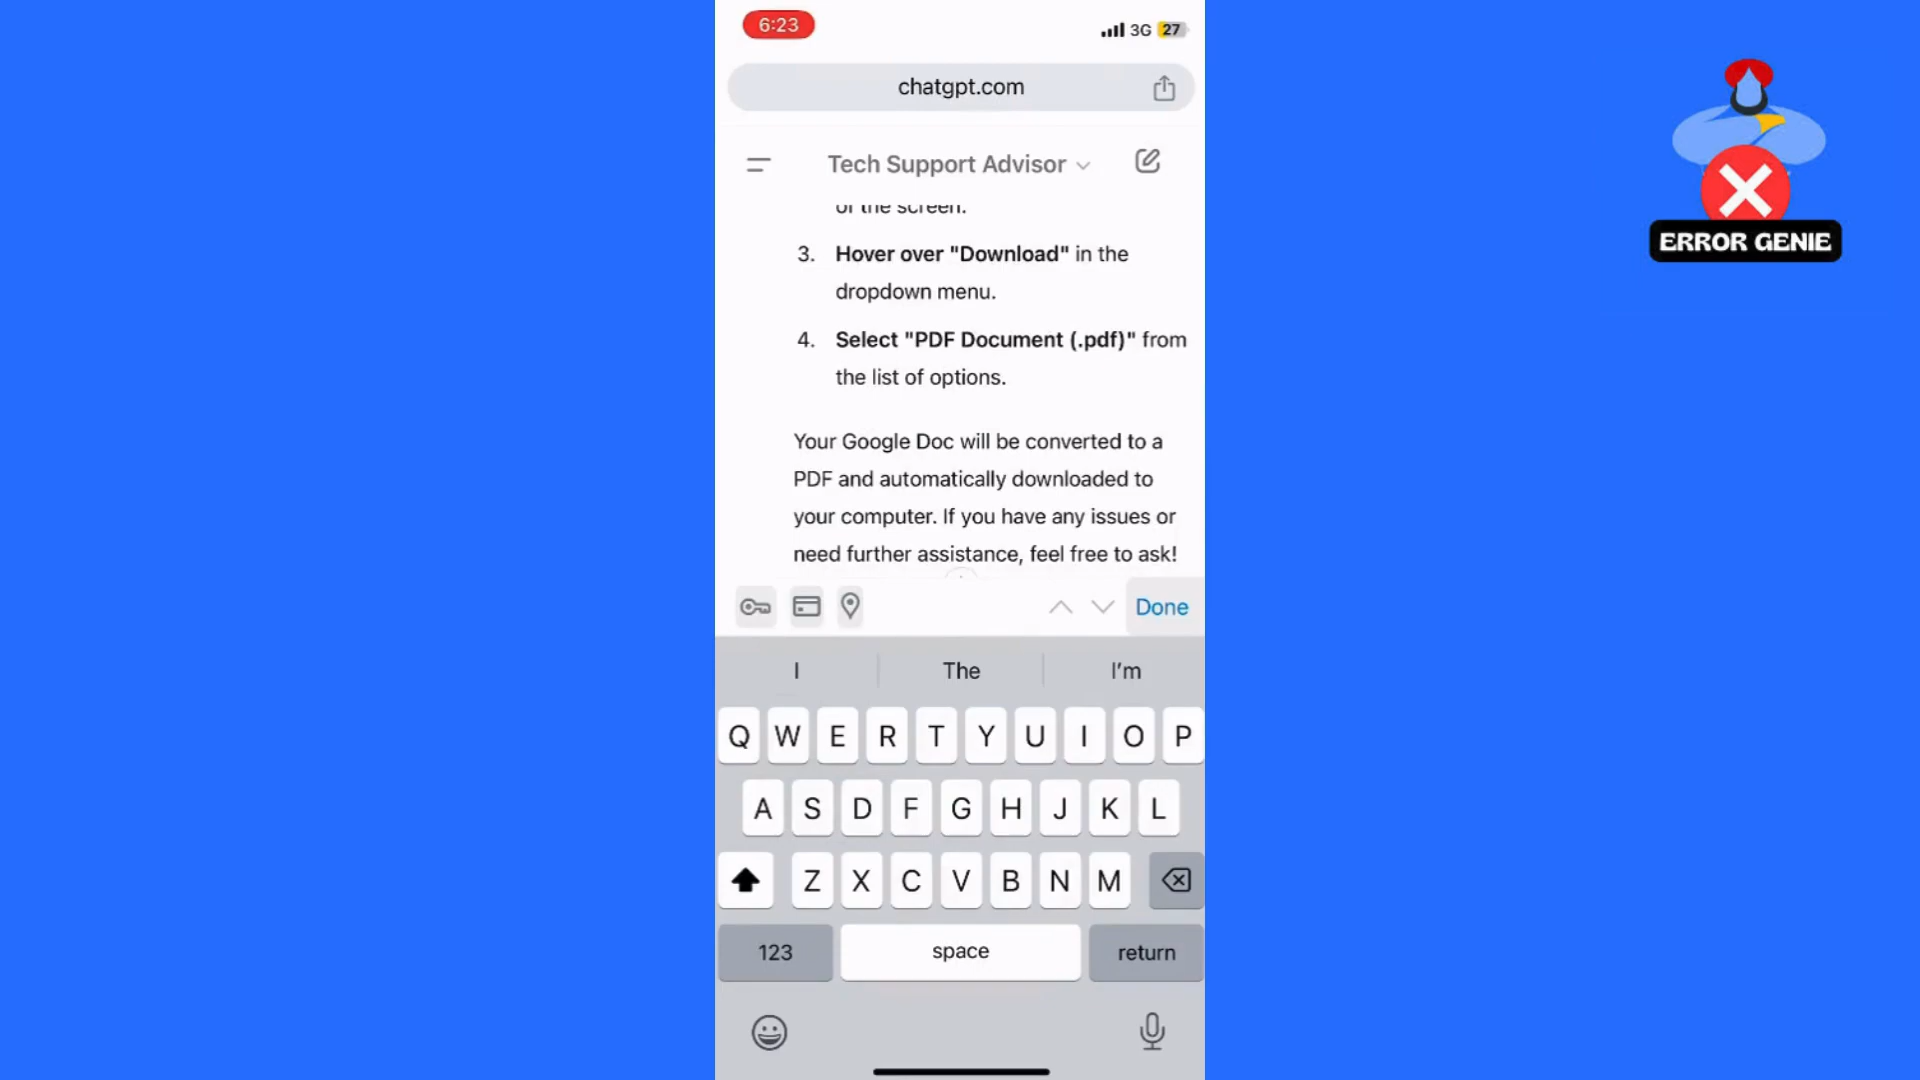 6:23
3G 27
chatgpt.com
Tech Support Advisor
of the screen.
3. Hover over "Download" in the
dropdown menu.
4. Select "PDF Document (.pdf)" from
the list of options.
Your Google Doc will be converted to a
PDF and automatically downloaded to
your computer. If you have any issues or
need further assistance, feel free to ask!
Done
I The I'm
Q W E R T Y U I O P
A S D F G H J K L
Z X C V B N M
123 space return
ERROR GENIE